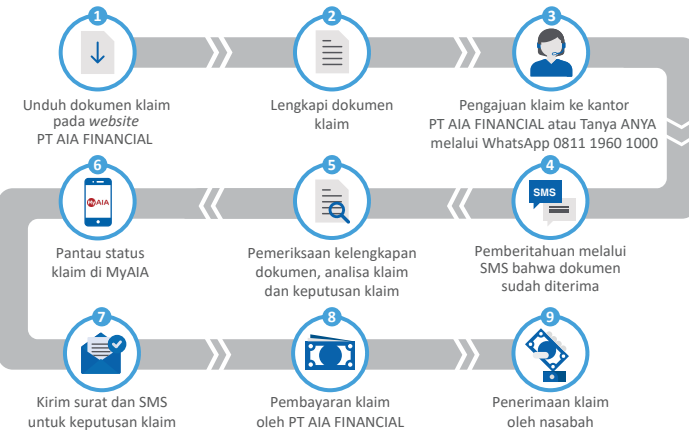 1
Unduh dokumen klaim
pada website
PT AIA FINANCIAL
2
Lengkapi dokumen
klaim
3
Pengajuan klaim ke kantor
PT AIA FINANCIAL atau Tanya ANYA
melalui WhatsApp 0811 1960 1000
4
SMS
Pemberitahuan melalui
SMS bahwa dokumen
sudah diterima
5
Pemeriksaan kelengkapan
dokumen, analisa klaim
dan keputusan klaim
6
MyAIA
Pantau status
klaim di MyAIA
7
Kirim surat dan SMS
untuk keputusan klaim
8
Pembayaran klaim
oleh PT AIA FINANCIAL
9
Penerimaan klaim
oleh nasabah